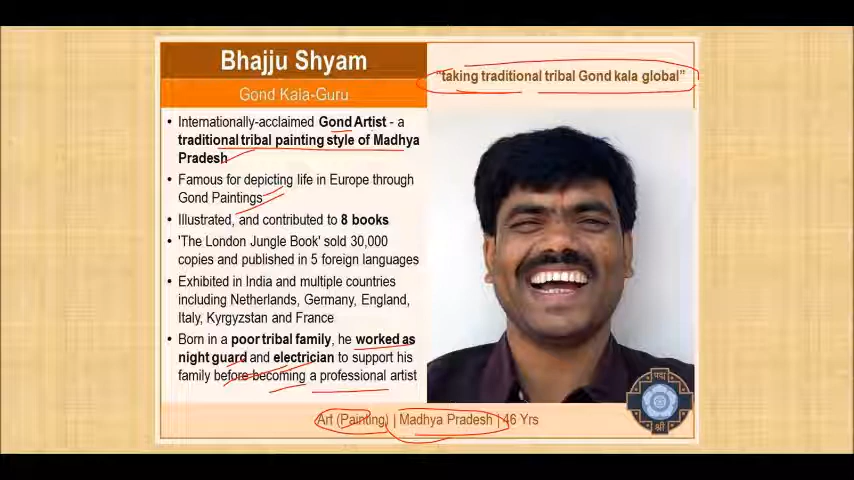 Bhajju Shyam
Gond Kala-Guru
"taking traditional tribal Gond kala global"
• Internationally-acclaimed Gond Artist - a
traditional tribal painting style of Madhya
Pradesh
• Famous for depicting life in Europe through
Gond Paintings
• Illustrated, and contributed to 8 books
• 'The London Jungle Book' sold 30,000
copies and published in 5 foreign languages
• Exhibited in India and multiple countries
including Netherlands, Germany, England,
Italy, Kyrgyzstan and France
• Born in a poor tribal family, he worked as
night guard and electrician to support his
family before becoming a professional artist
पद्म
श्री
Art (Painting) | Madhya Pradesh | 46 Yrs